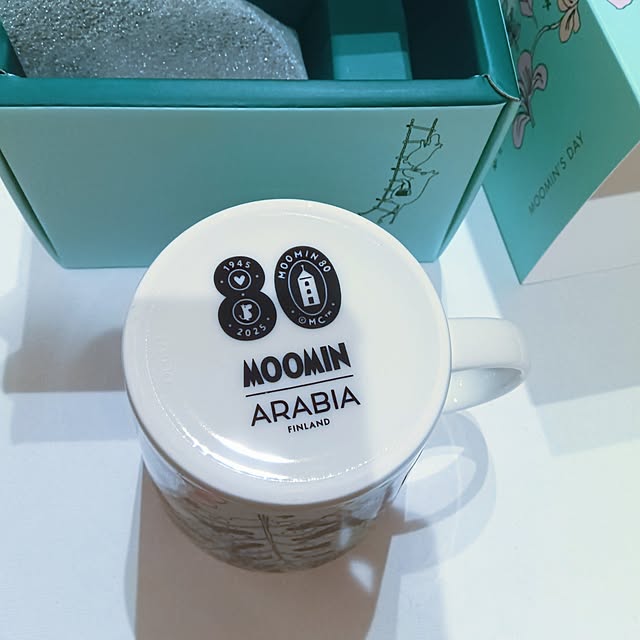 MOOMIN'S DAY
80
1945
2025
MOOMIN 80
© MC™
MOOMIN
ARABIA
FINLAND